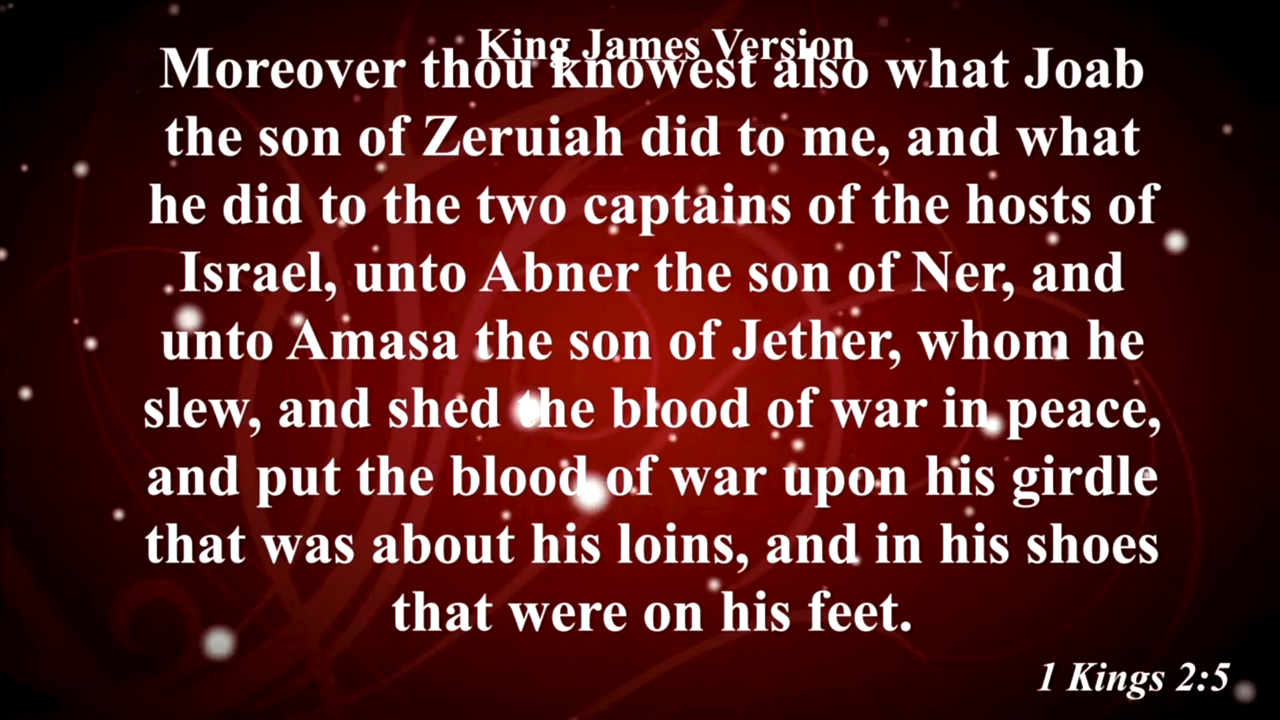 King James Version
Moreover thou knowest also what Joab
the son of Zeruiah did to me, and what
he did to the two captains of the hosts of
Israel, unto Abner the son of Ner, and
unto Amasa the son of Jether, whom he
slew, and shed the blood of war in peace,
and put the blood of war upon his girdle
that was about his loins, and in his shoes
that were on his feet.
1 Kings 2:5